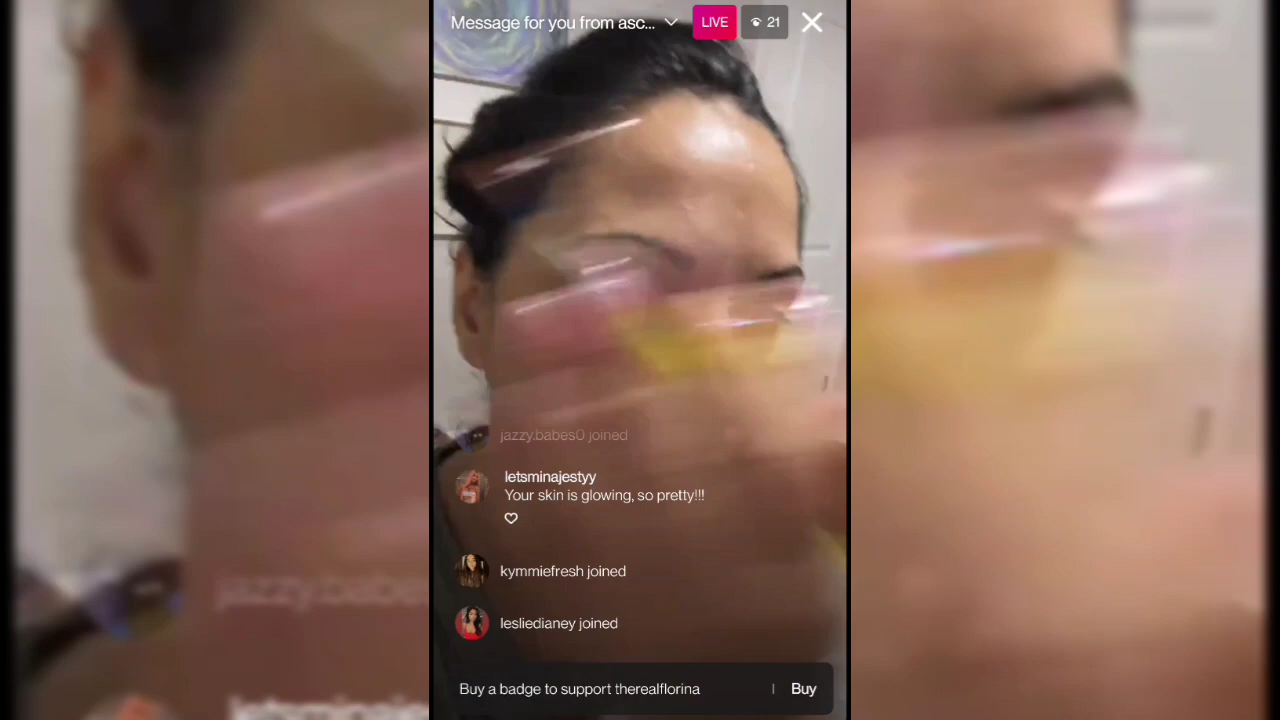 Message for you from asc...
LIVE
21
jazzy.babes0 joined
letsminajestyy
Your skin is glowing, so pretty!!!
kymmiefresh joined
lesliedianey joined
Buy a badge to support therealflorina
Buy